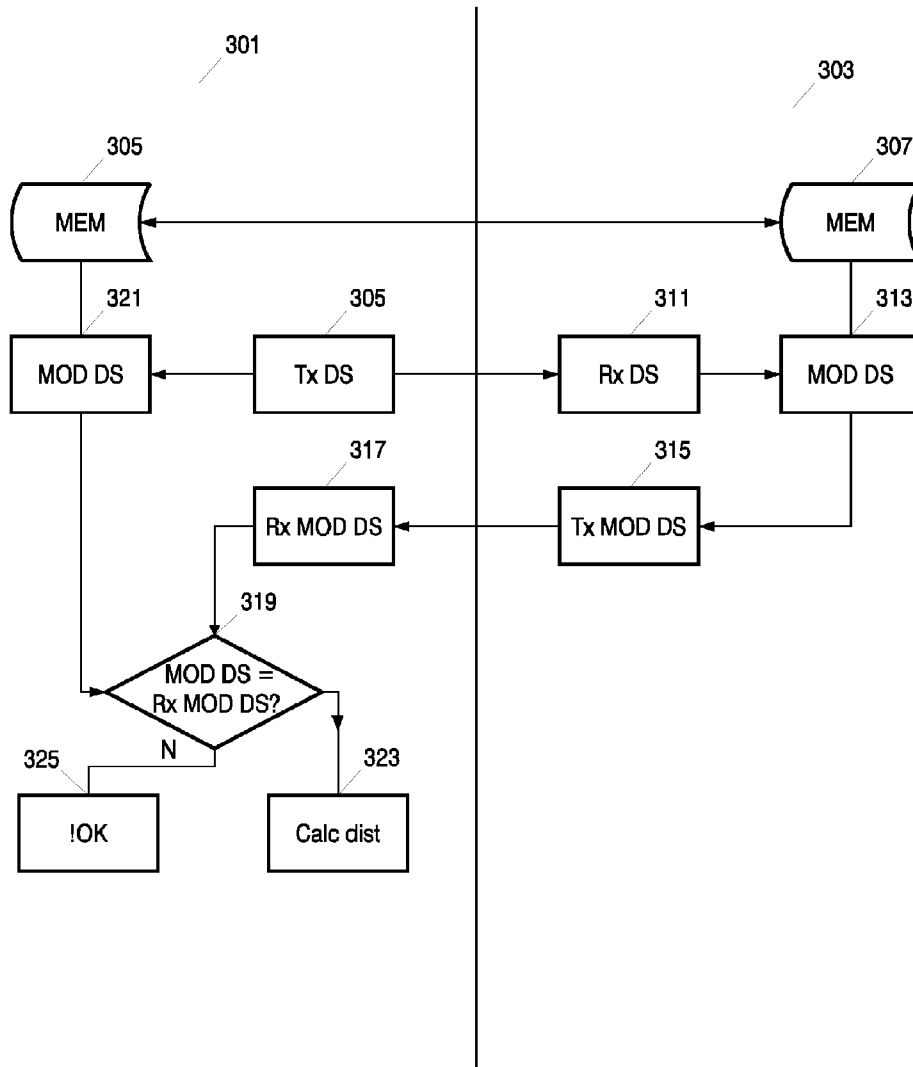 301
303
305
307
MEM
MEM
321
305
311
313
MOD DS
Tx DS
Rx DS
MOD DS
317
315
Rx MOD DS
Tx MOD DS
319
MOD DS =
Rx MOD DS?
N
325
323
!OK
Calc dist